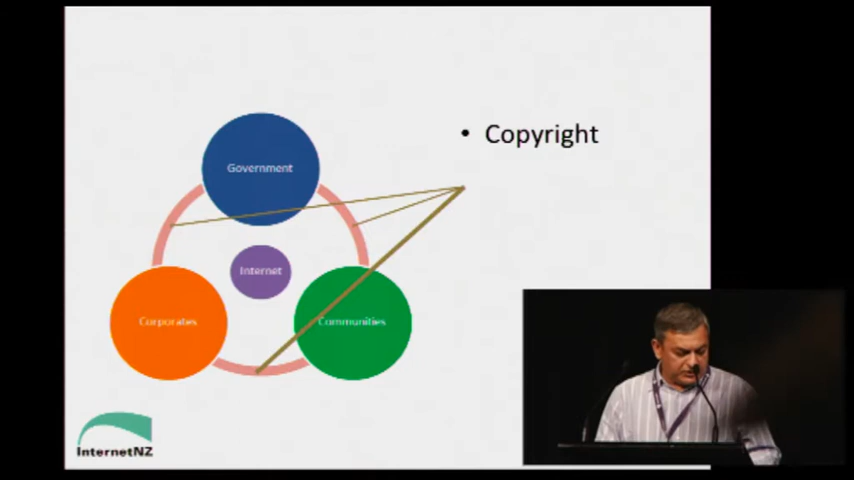 • Copyright
Government
Internet
Corporates
Communities
InternetNZ